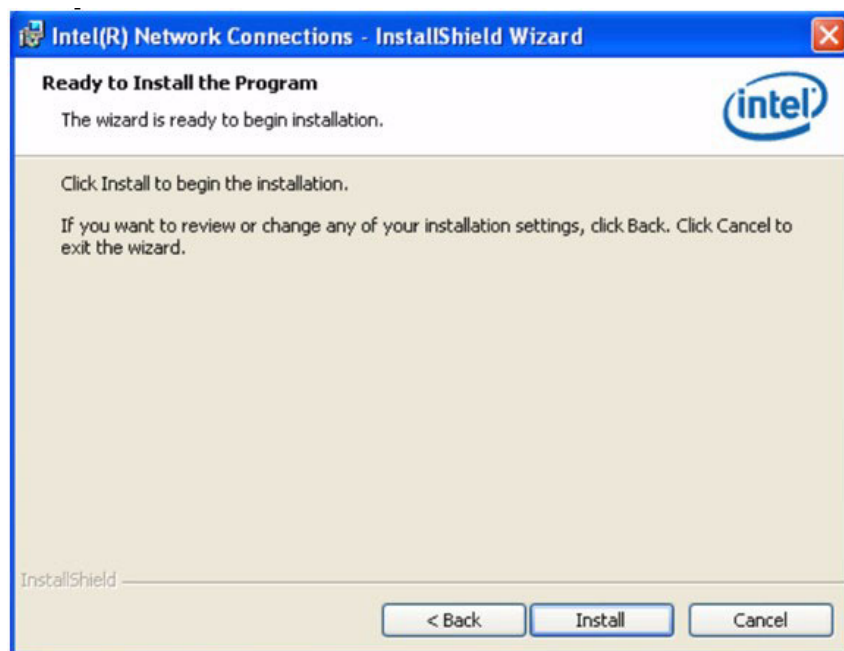 Intel(R) Network Connections - InstallShield Wizard
Ready to Install the Program
The wizard is ready to begin installation.
intel
Click Install to begin the installation.
If you want to review or change any of your installation settings, click Back. Click Cancel to
exit the wizard.
InstallShield
< Back
Install
Cancel